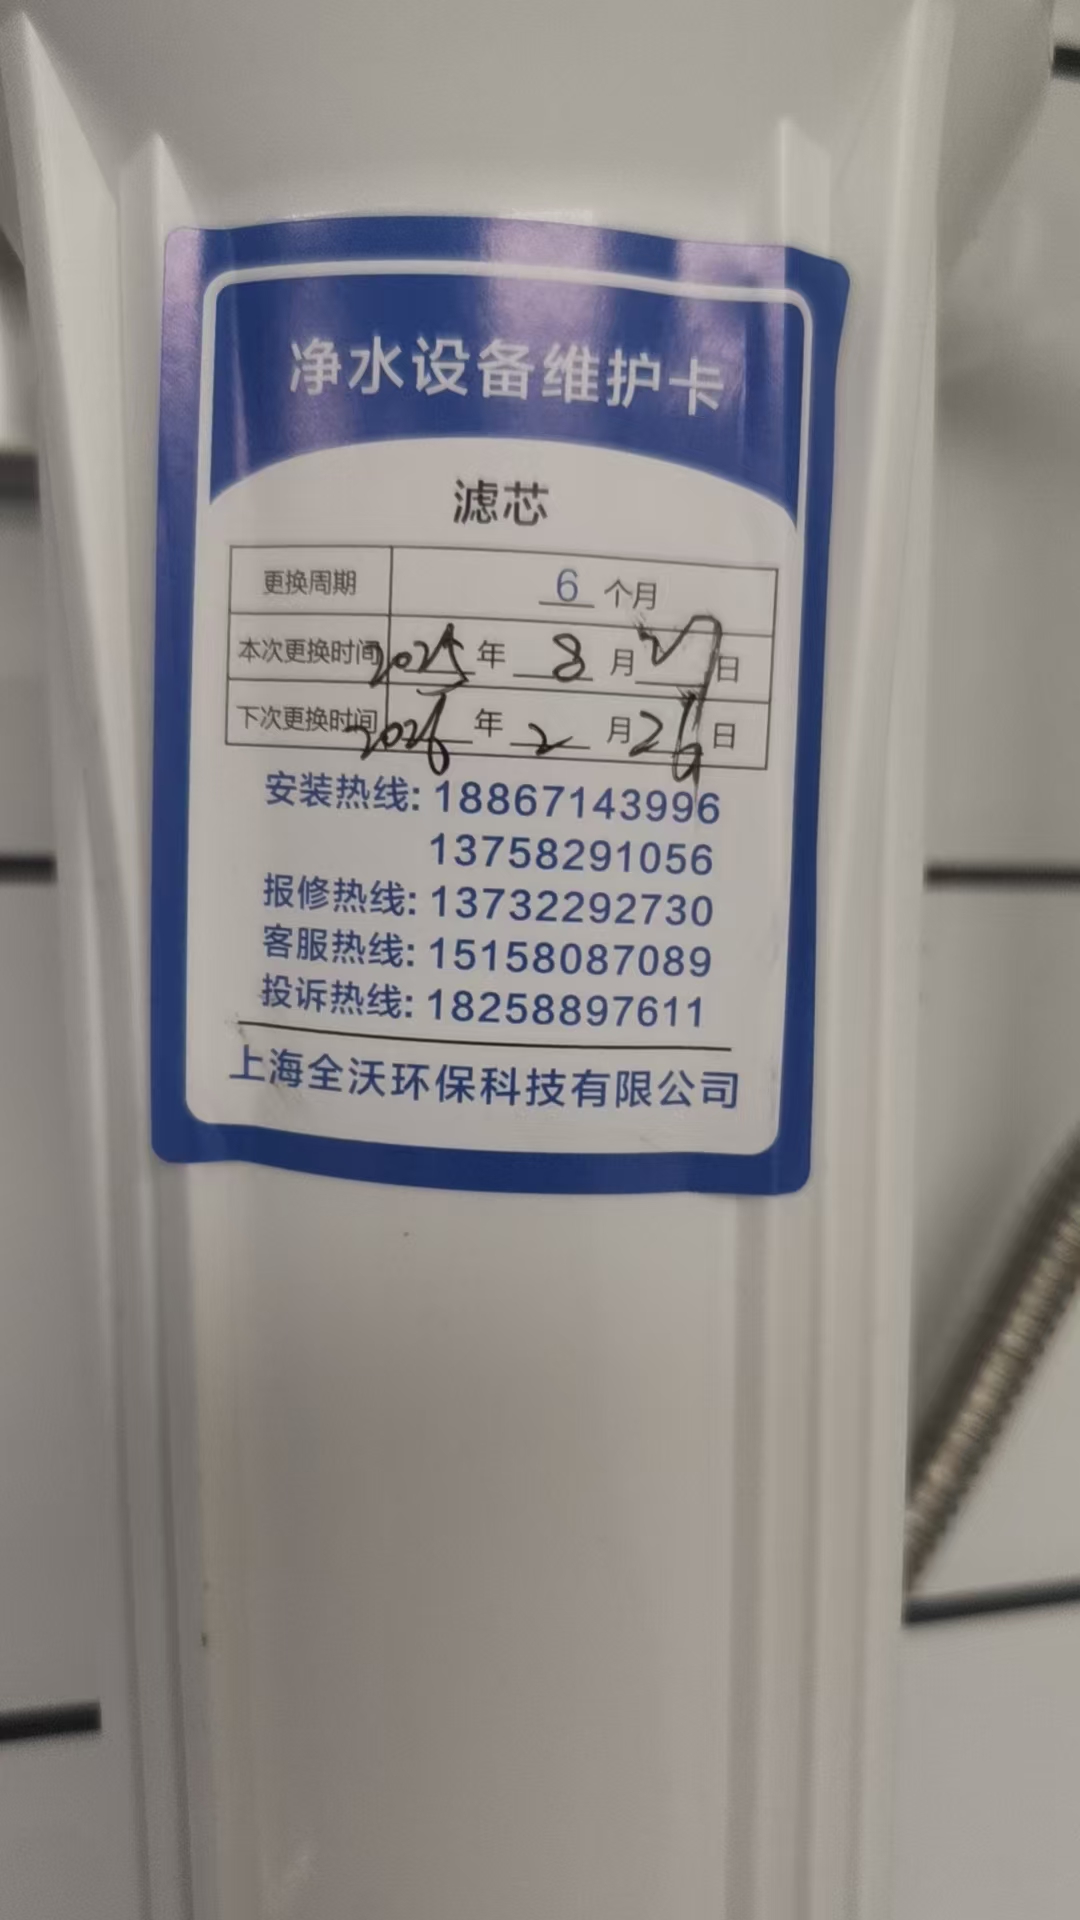 净水设备维护卡
滤芯
更换周期 6 个月
本次更换时间 2025 年 8 月 27 日
下次更换时间 2026 年 2 月 26 日
安装热线: 18867143996
13758291056
报修热线: 13732292730
客服热线: 15158087089
投诉热线: 18258897611
上海全沃环保科技有限公司